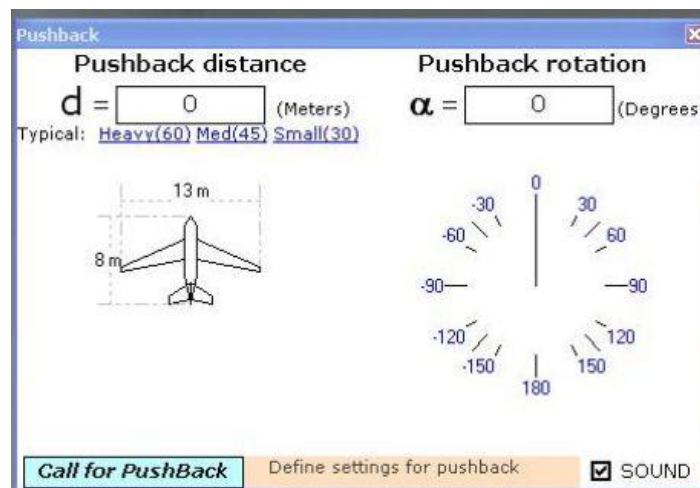 Pushback
Pushback distance
d = 0 (Meters)
Typical: Heavy(60) Med(45) Small(30)
13 m
8 m
Pushback rotation
α = 0 (Degrees
0
-30 30
-60 60
-90 90
-120 120
-150 150
180
Call for PushBack
Define settings for pushback
SOUND